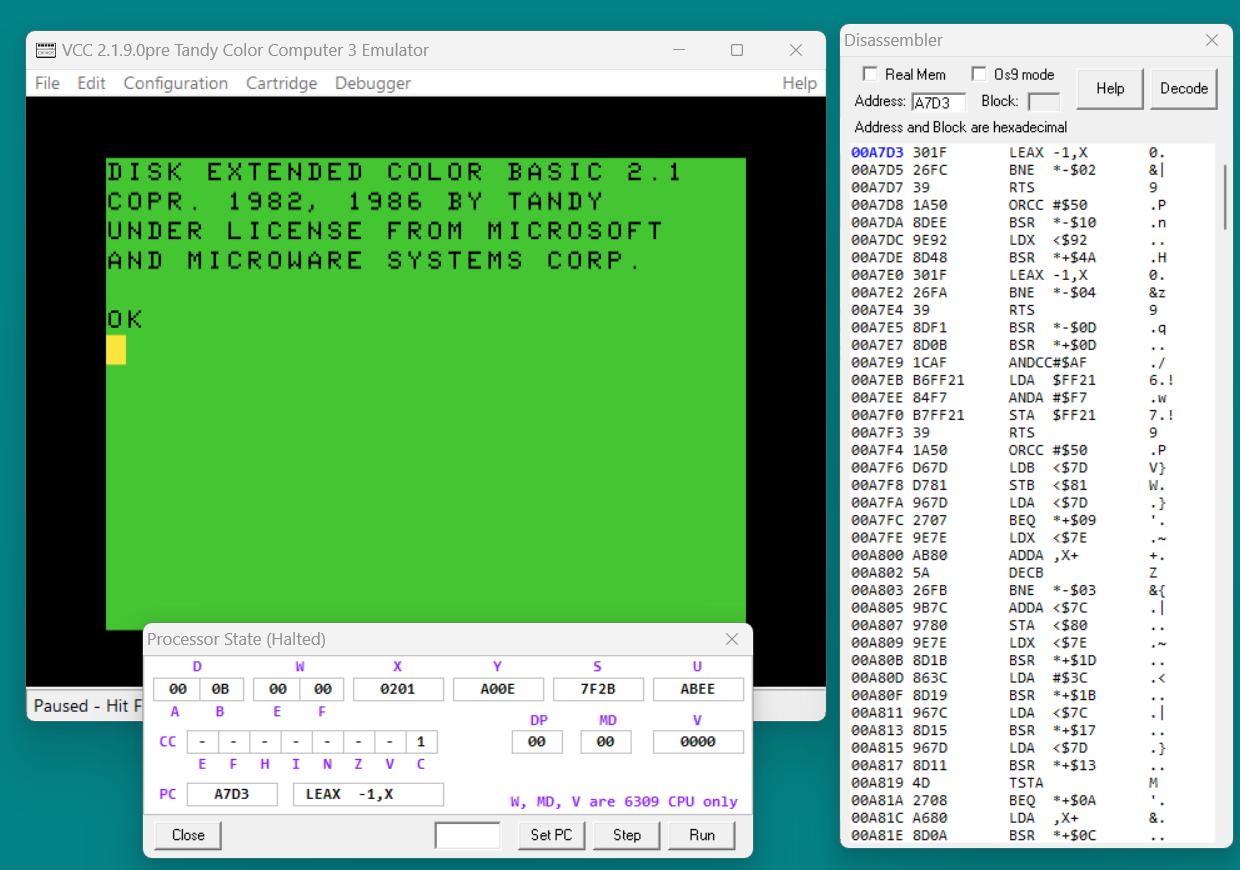 VCC 2.1.9.0pre Tandy Color Computer 3 Emulator
File Edit Configuration Cartridge Debugger Help
DISK EXTENDED COLOR BASIC 2.1
COPR. 1982, 1986 BY TANDY
UNDER LICENSE FROM MICROSOFT
AND MICROWARE SYSTEMS CORP.
OK
Paused - Hit F
Processor State (Halted)
D W X Y S U
00 0B 00 00 0201 A00E 7F2B ABEE
A B E F
DP MD V
CC - - - - - - - 1 00 00 0000
E F H I N Z V C
PC A7D3 LEAX -1,X
W, MD, V are 6309 CPU only
Close Set PC Step Run
Disassembler
Real Mem Os9 mode
Address: A7D3 Block: Help Decode
Address and Block are hexadecimal
00A7D3 301F LEAX -1,X 0.
00A7D5 26FC BNE *-$02 &|
00A7D7 39 RTS 9
00A7D8 1A50 ORCC #$50 .P
00A7DA 8DEE BSR *-$10 .n
00A7DC 9E92 LDX <$92 ..
00A7DE 8D48 BSR *+$4A .H
00A7E0 301F LEAX -1,X 0.
00A7E2 26FA BNE *-$04 &z
00A7E4 39 RTS 9
00A7E5 8DF1 BSR *-$0D .q
00A7E7 8D0B BSR *+$0D ..
00A7E9 1CAF ANDCC#$AF ./
00A7EB B6FF21 LDA $FF21 6.!
00A7EE 84F7 ANDA #$F7 .w
00A7F0 B7FF21 STA $FF21 7.!
00A7F3 39 RTS 9
00A7F4 1A50 ORCC #$50 .P
00A7F6 D67D LDB <$7D V}
00A7F8 D781 STB <$81 W.
00A7FA 967D LDA <$7D .}
00A7FC 2707 BEQ *+$09 '.
00A7FE 9E7E LDX <$7E .~
00A800 AB80 ADDA ,X+ +.
00A802 5A DECB Z
00A803 26FB BNE *-$03 &{
00A805 9B7C ADDA <$7C .|
00A807 9780 STA <$80 ..
00A809 9E7E LDX <$7E .~
00A80B 8D1B BSR *+$1D ..
00A80D 863C LDA #$3C .<
00A80F 8D19 BSR *+$1B ..
00A811 967C LDA <$7C .|
00A813 8D15 BSR *+$17 ..
00A815 967D LDA <$7D .}
00A817 8D11 BSR *+$13 ..
00A819 4D TSTA M
00A81A 2708 BEQ *+$0A '.
00A81C A680 LDA ,X+ &.
00A81E 8D0A BSR *+$0C ..